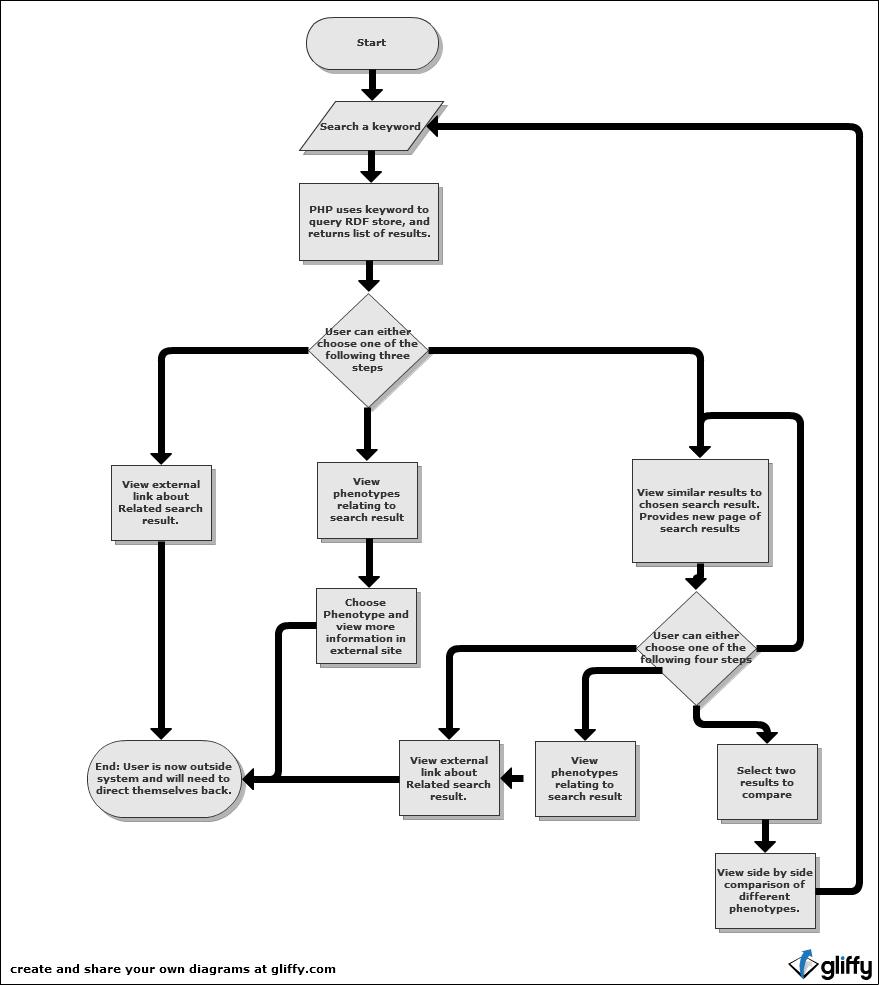 Start
Search a keyword
PHP uses keyword to
query RDF store, and
returns list of results.
User can either
choose one of the
following three
steps
View external
link about
Related search
result.
View
phenotypes
relating to
search result
View similar results to
chosen search result.
Provides new page of
search results
Choose
Phenotype and
view more
information in
external site
User can either
choose one of the
following four steps
End: User is now outside
system and will need to
direct themselves back.
View external
link about
Related search
result.
View
phenotypes
relating to
search result
Select two
results to
compare
View side by side
comparison of
different
phenotypes.
create and share your own diagrams at gliffy.com
gliffy